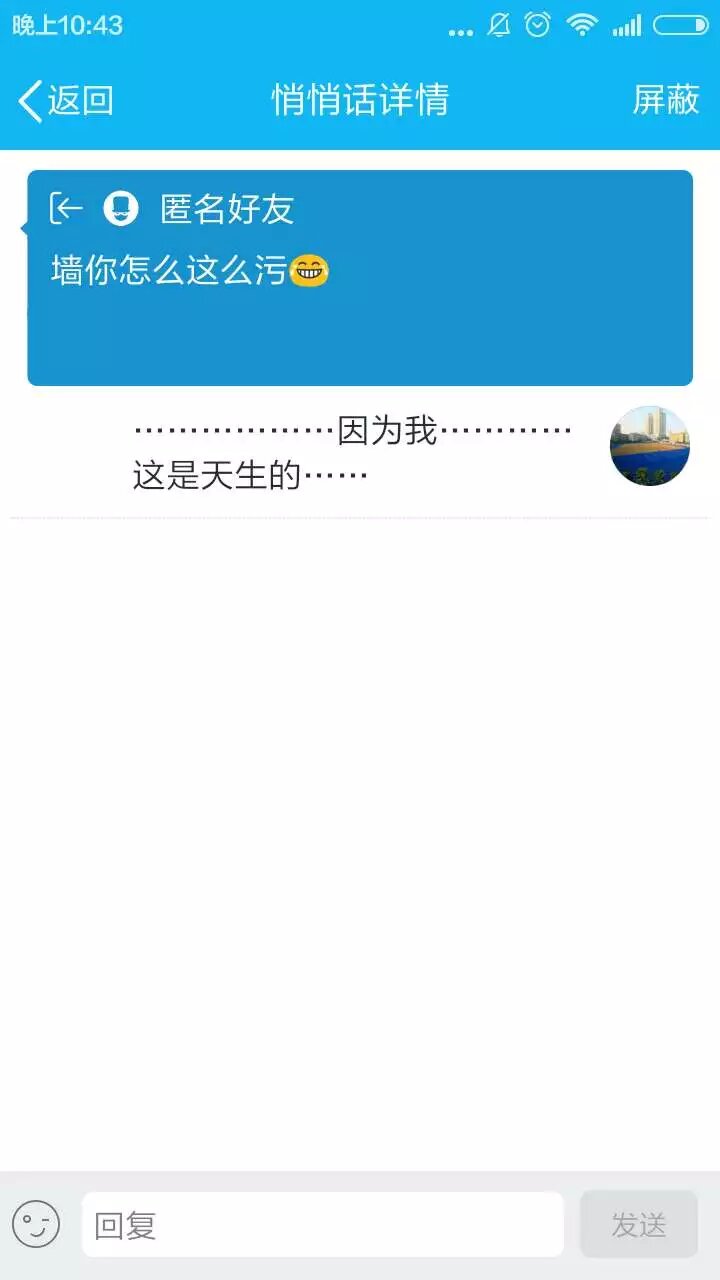 晚上10:43
返回 悄悄话详情 屏蔽
匿名好友
墙你怎么这么污😁
………………因为我…………
这是天生的……
回复 发送